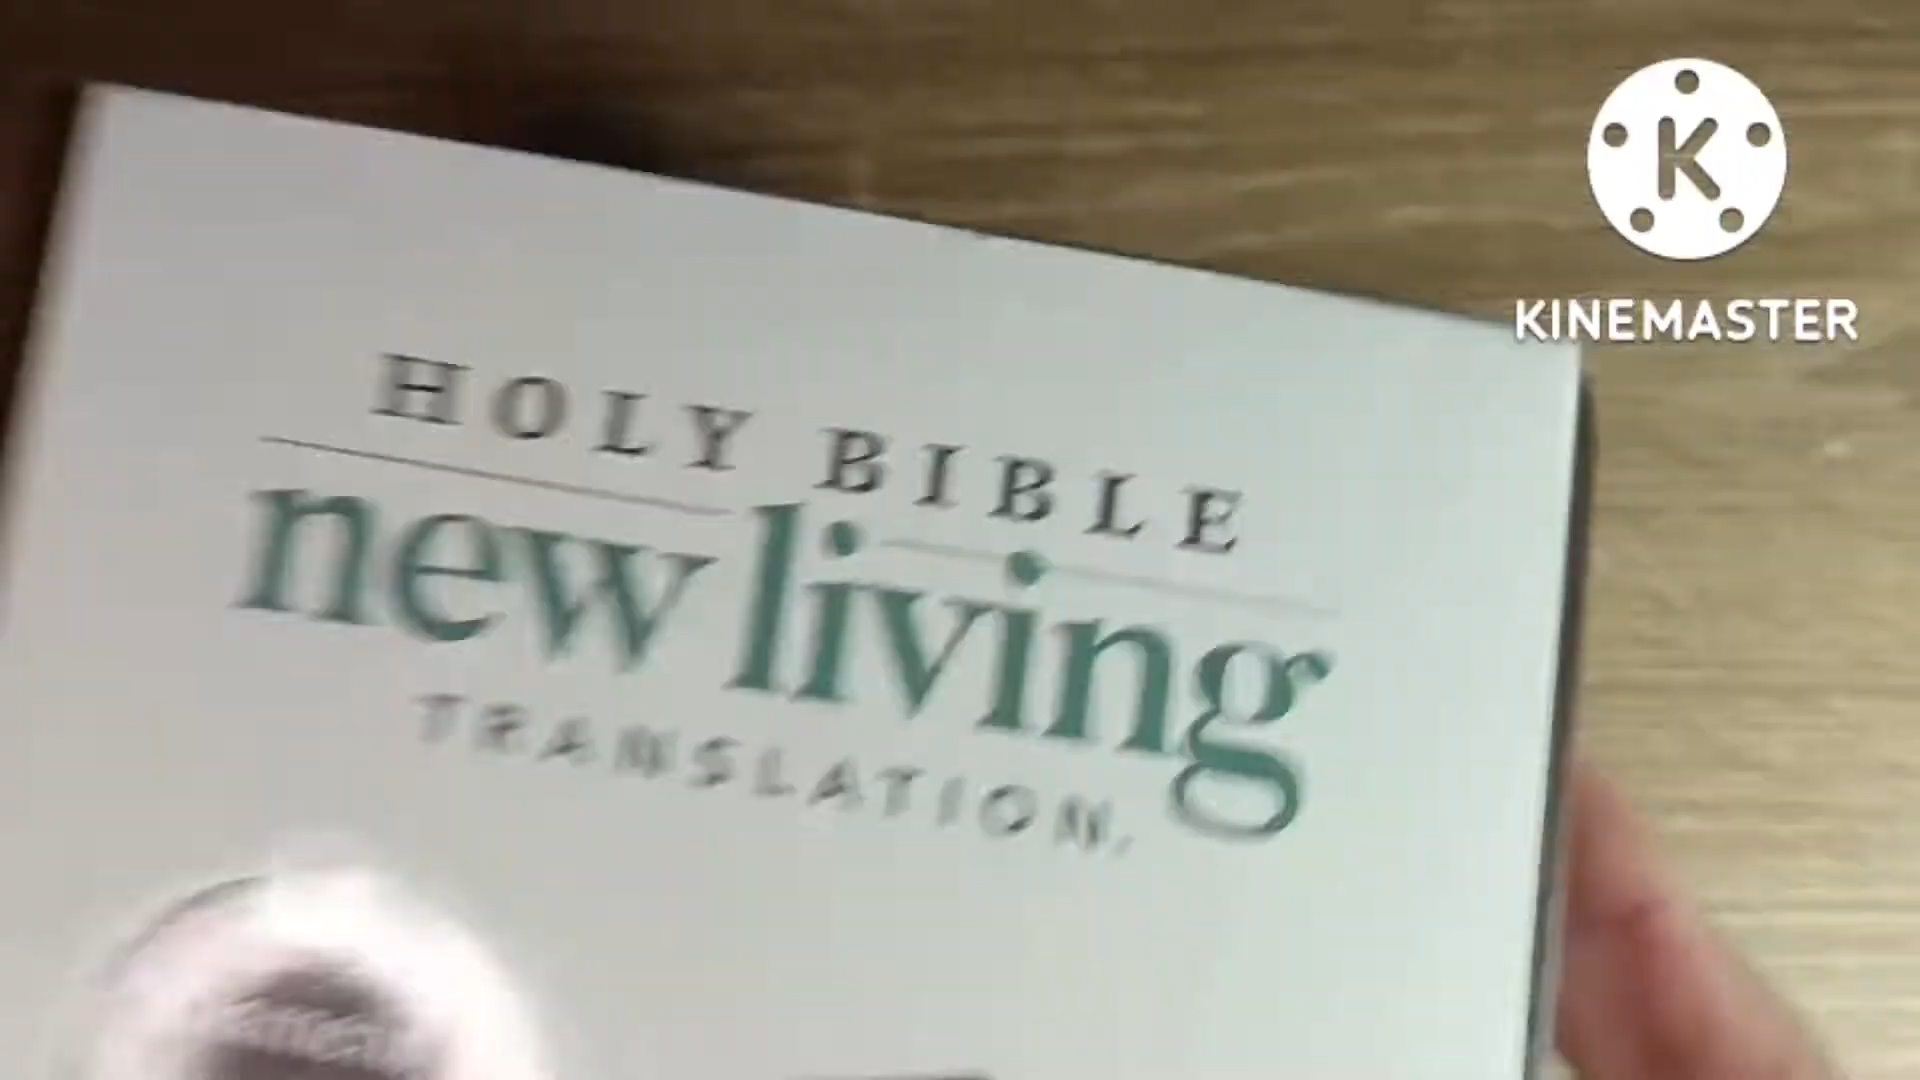 HOLY BIBLE
new living
TRANSLATION.
K
KINEMASTER